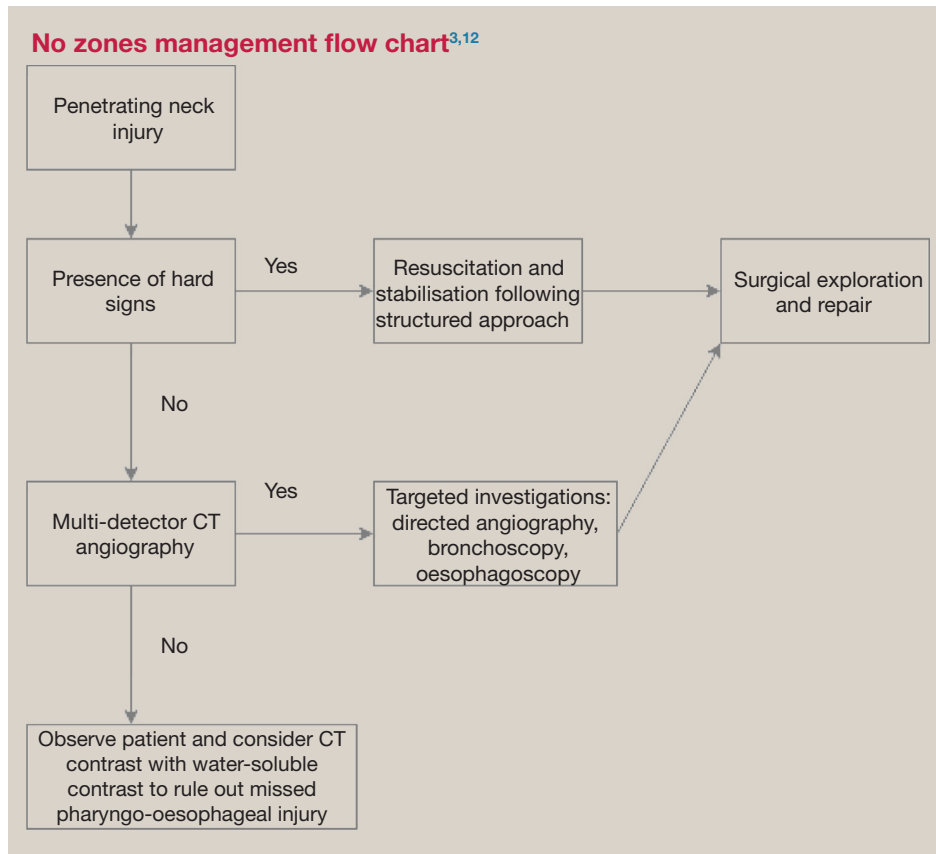 No zones management flow chart3,12
Penetrating neck
injury
Presence of hard
signs
Yes
Resuscitation and
stabilisation following
structured approach
Surgical exploration
and repair
No
Multi-detector CT
angiography
Yes
Targeted investigations:
directed angiography,
bronchoscopy,
oesophagoscopy
No
Observe patient and consider CT
contrast with water-soluble
contrast to rule out missed
pharyngo-oesophageal injury